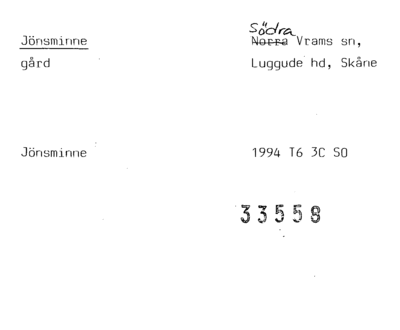 Södra
Jönsminne Norra Vrams sn,
gård Luggude hd, Skåne
Jönsminne 1994 T6 3C SO
33558